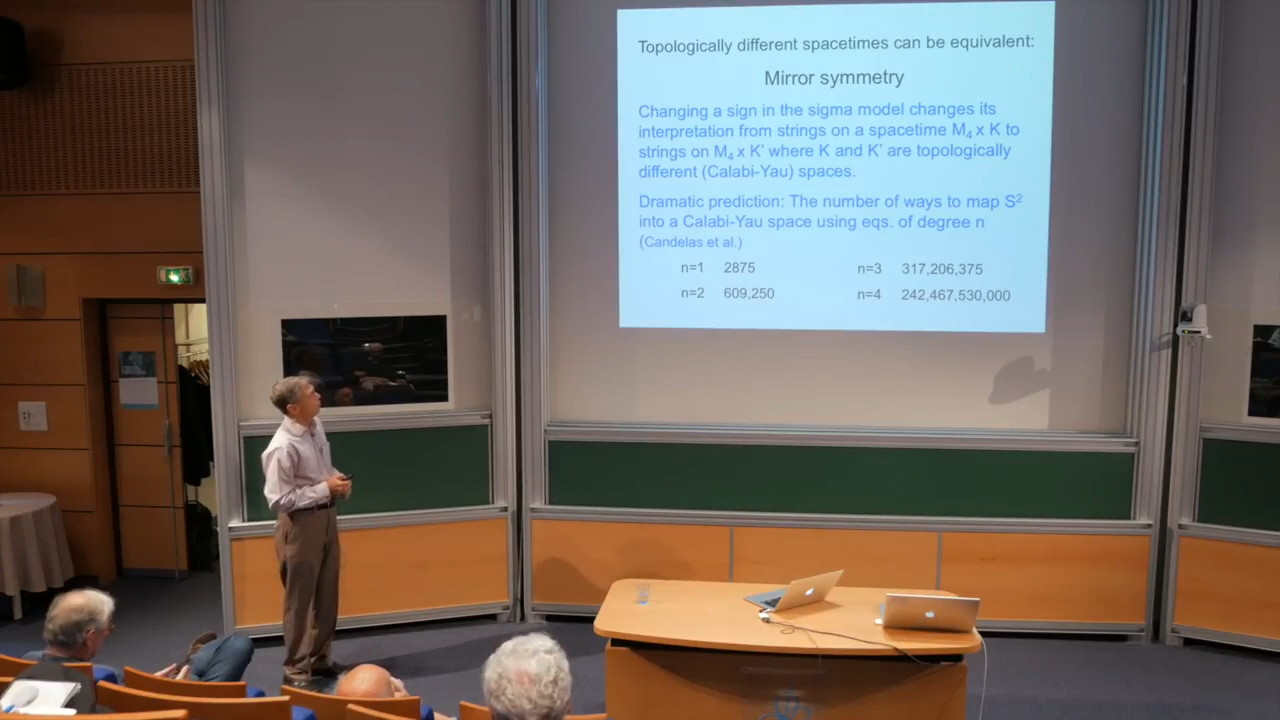 Topologically different spacetimes can be equivalent:
Mirror symmetry
Changing a sign in the sigma model changes its
interpretation from strings on a spacetime M₄ x K to
strings on M₄ x K' where K and K' are topologically
different (Calabi-Yau) spaces.
Dramatic prediction: The number of ways to map S²
into a Calabi-Yau space using eqs. of degree n
(Candelas et al.)
n=1 2875 n=3 317,206,375
n=2 609,250 n=4 242,467,530,000